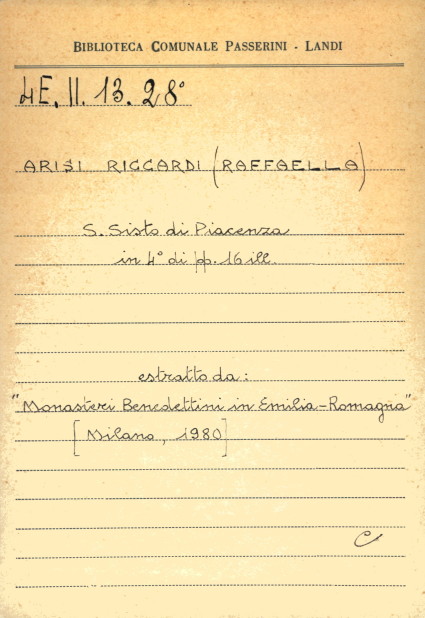 BIBLIOTECA COMUNALE PASSERINI - LANDI
4E. II. 13. 28°
ARISI RICCARDI (RAFFAELLA)
S. Sisto di Piacenza
in 4° di pp. 16 ill.
estratto da:
"Monasteri Benedettini in Emilia-Romagna"
[Milano, 1980]
C